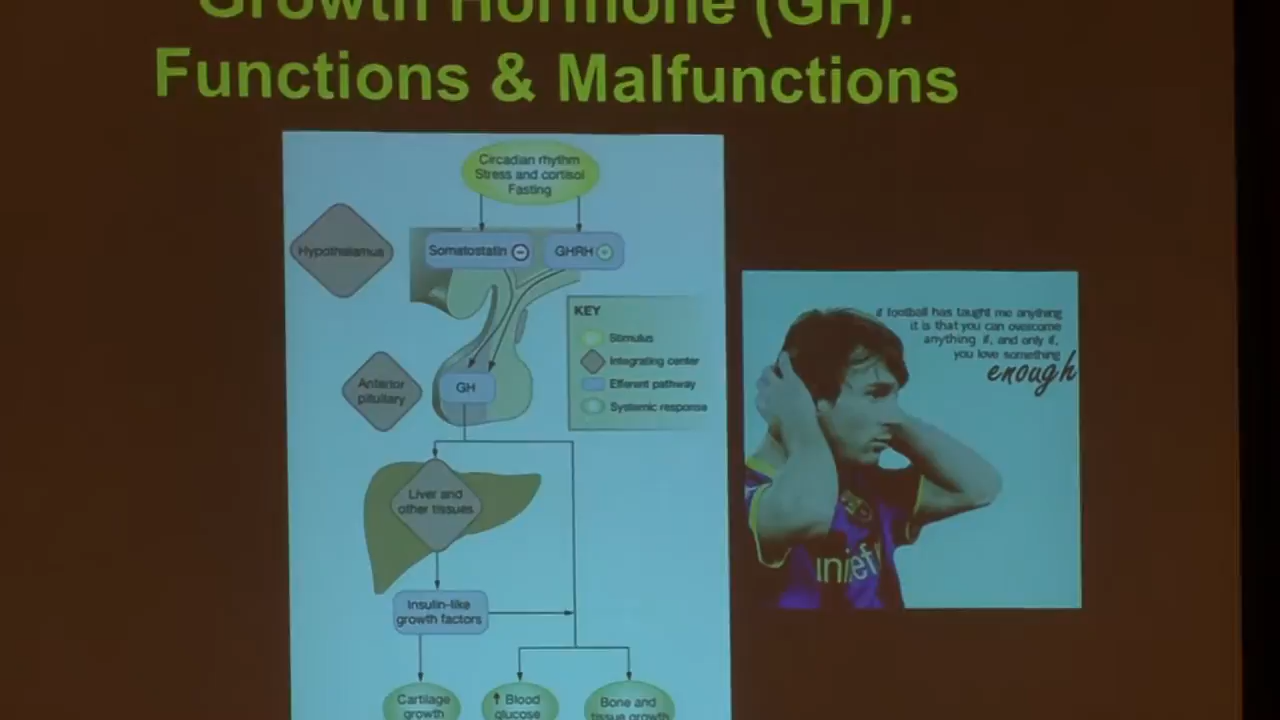 Growth Hormone (GH):
Functions & Malfunctions
Circadian rhythm
Stress and cortisol
Fasting
Hypothalamus
Somatostatin −
GHRH +
KEY
Stimulus
Integrating center
Efferent pathway
Systemic response
Anterior
pituitary
GH
Liver and
other tissues
Insulin-like
growth factors
Cartilage
growth
↑ Blood
glucose
Bone and
tissue growth
if football has taught me anything
it is that you can overcome
anything if, and only if,
you love something
enough
unicef